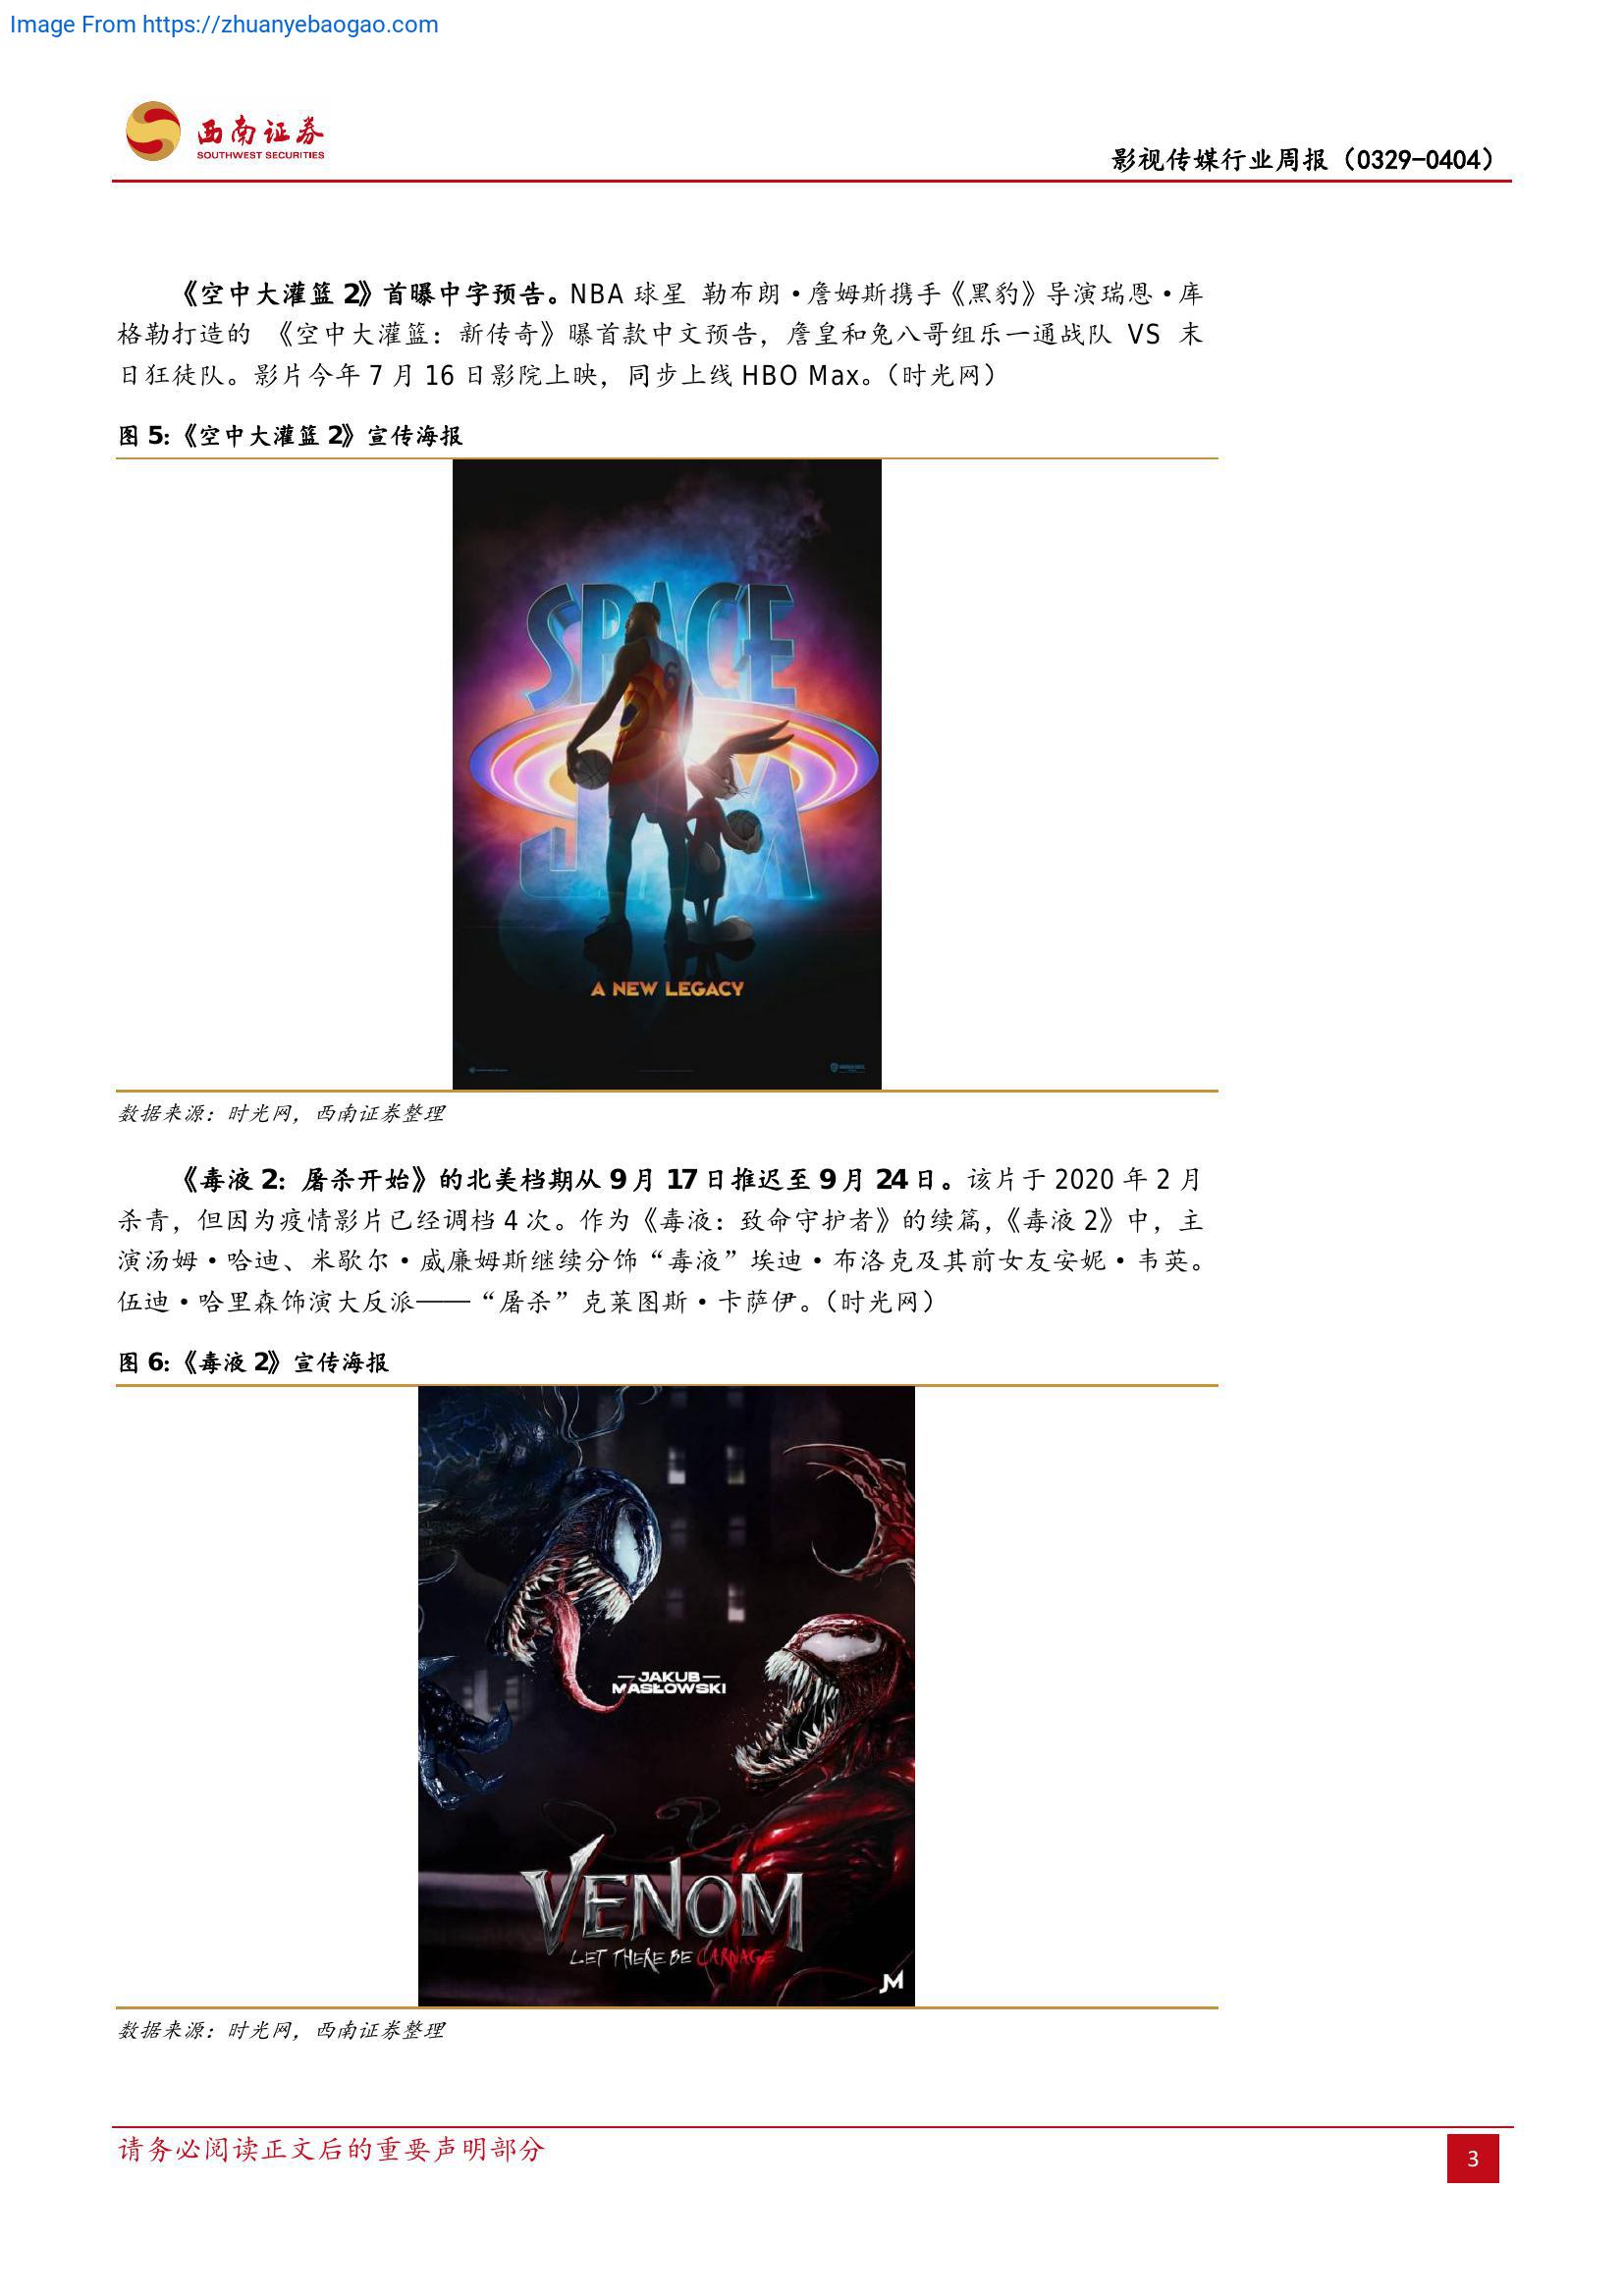 Image From https://zhuanyebaogao.com
西南证券
SOUTHWEST SECURITIES
影视传媒行业周报（0329-0404）
《空中大灌篮 2》首曝中字预告。NBA 球星 勒布朗·詹姆斯携手《黑豹》导演瑞恩·库
格勒打造的 《空中大灌篮：新传奇》曝首款中文预告，詹皇和兔八哥组乐一通战队 VS 末
日狂徒队。影片今年 7 月 16 日影院上映，同步上线 HBO Max。（时光网）
图 5:《空中大灌篮 2》宣传海报
SPACE
JAM
6
A NEW LEGACY
数据来源：时光网，西南证券整理
《毒液 2：屠杀开始》的北美档期从 9 月 17 日推迟至 9 月 24 日。该片于 2020 年 2 月
杀青，但因为疫情影片已经调档 4 次。作为《毒液：致命守护者》的续篇，《毒液 2》中，主
演汤姆·哈迪、米歇尔·威廉姆斯继续分饰“毒液”埃迪·布洛克及其前女友安妮·韦英。
伍迪·哈里森饰演大反派——“屠杀”克莱图斯·卡萨伊。（时光网）
图 6:《毒液 2》宣传海报
JAKUB
MASŁOWSKI
VENOM
LET THERE BE CARNAGE
JM
数据来源：时光网，西南证券整理
请务必阅读正文后的重要声明部分
3